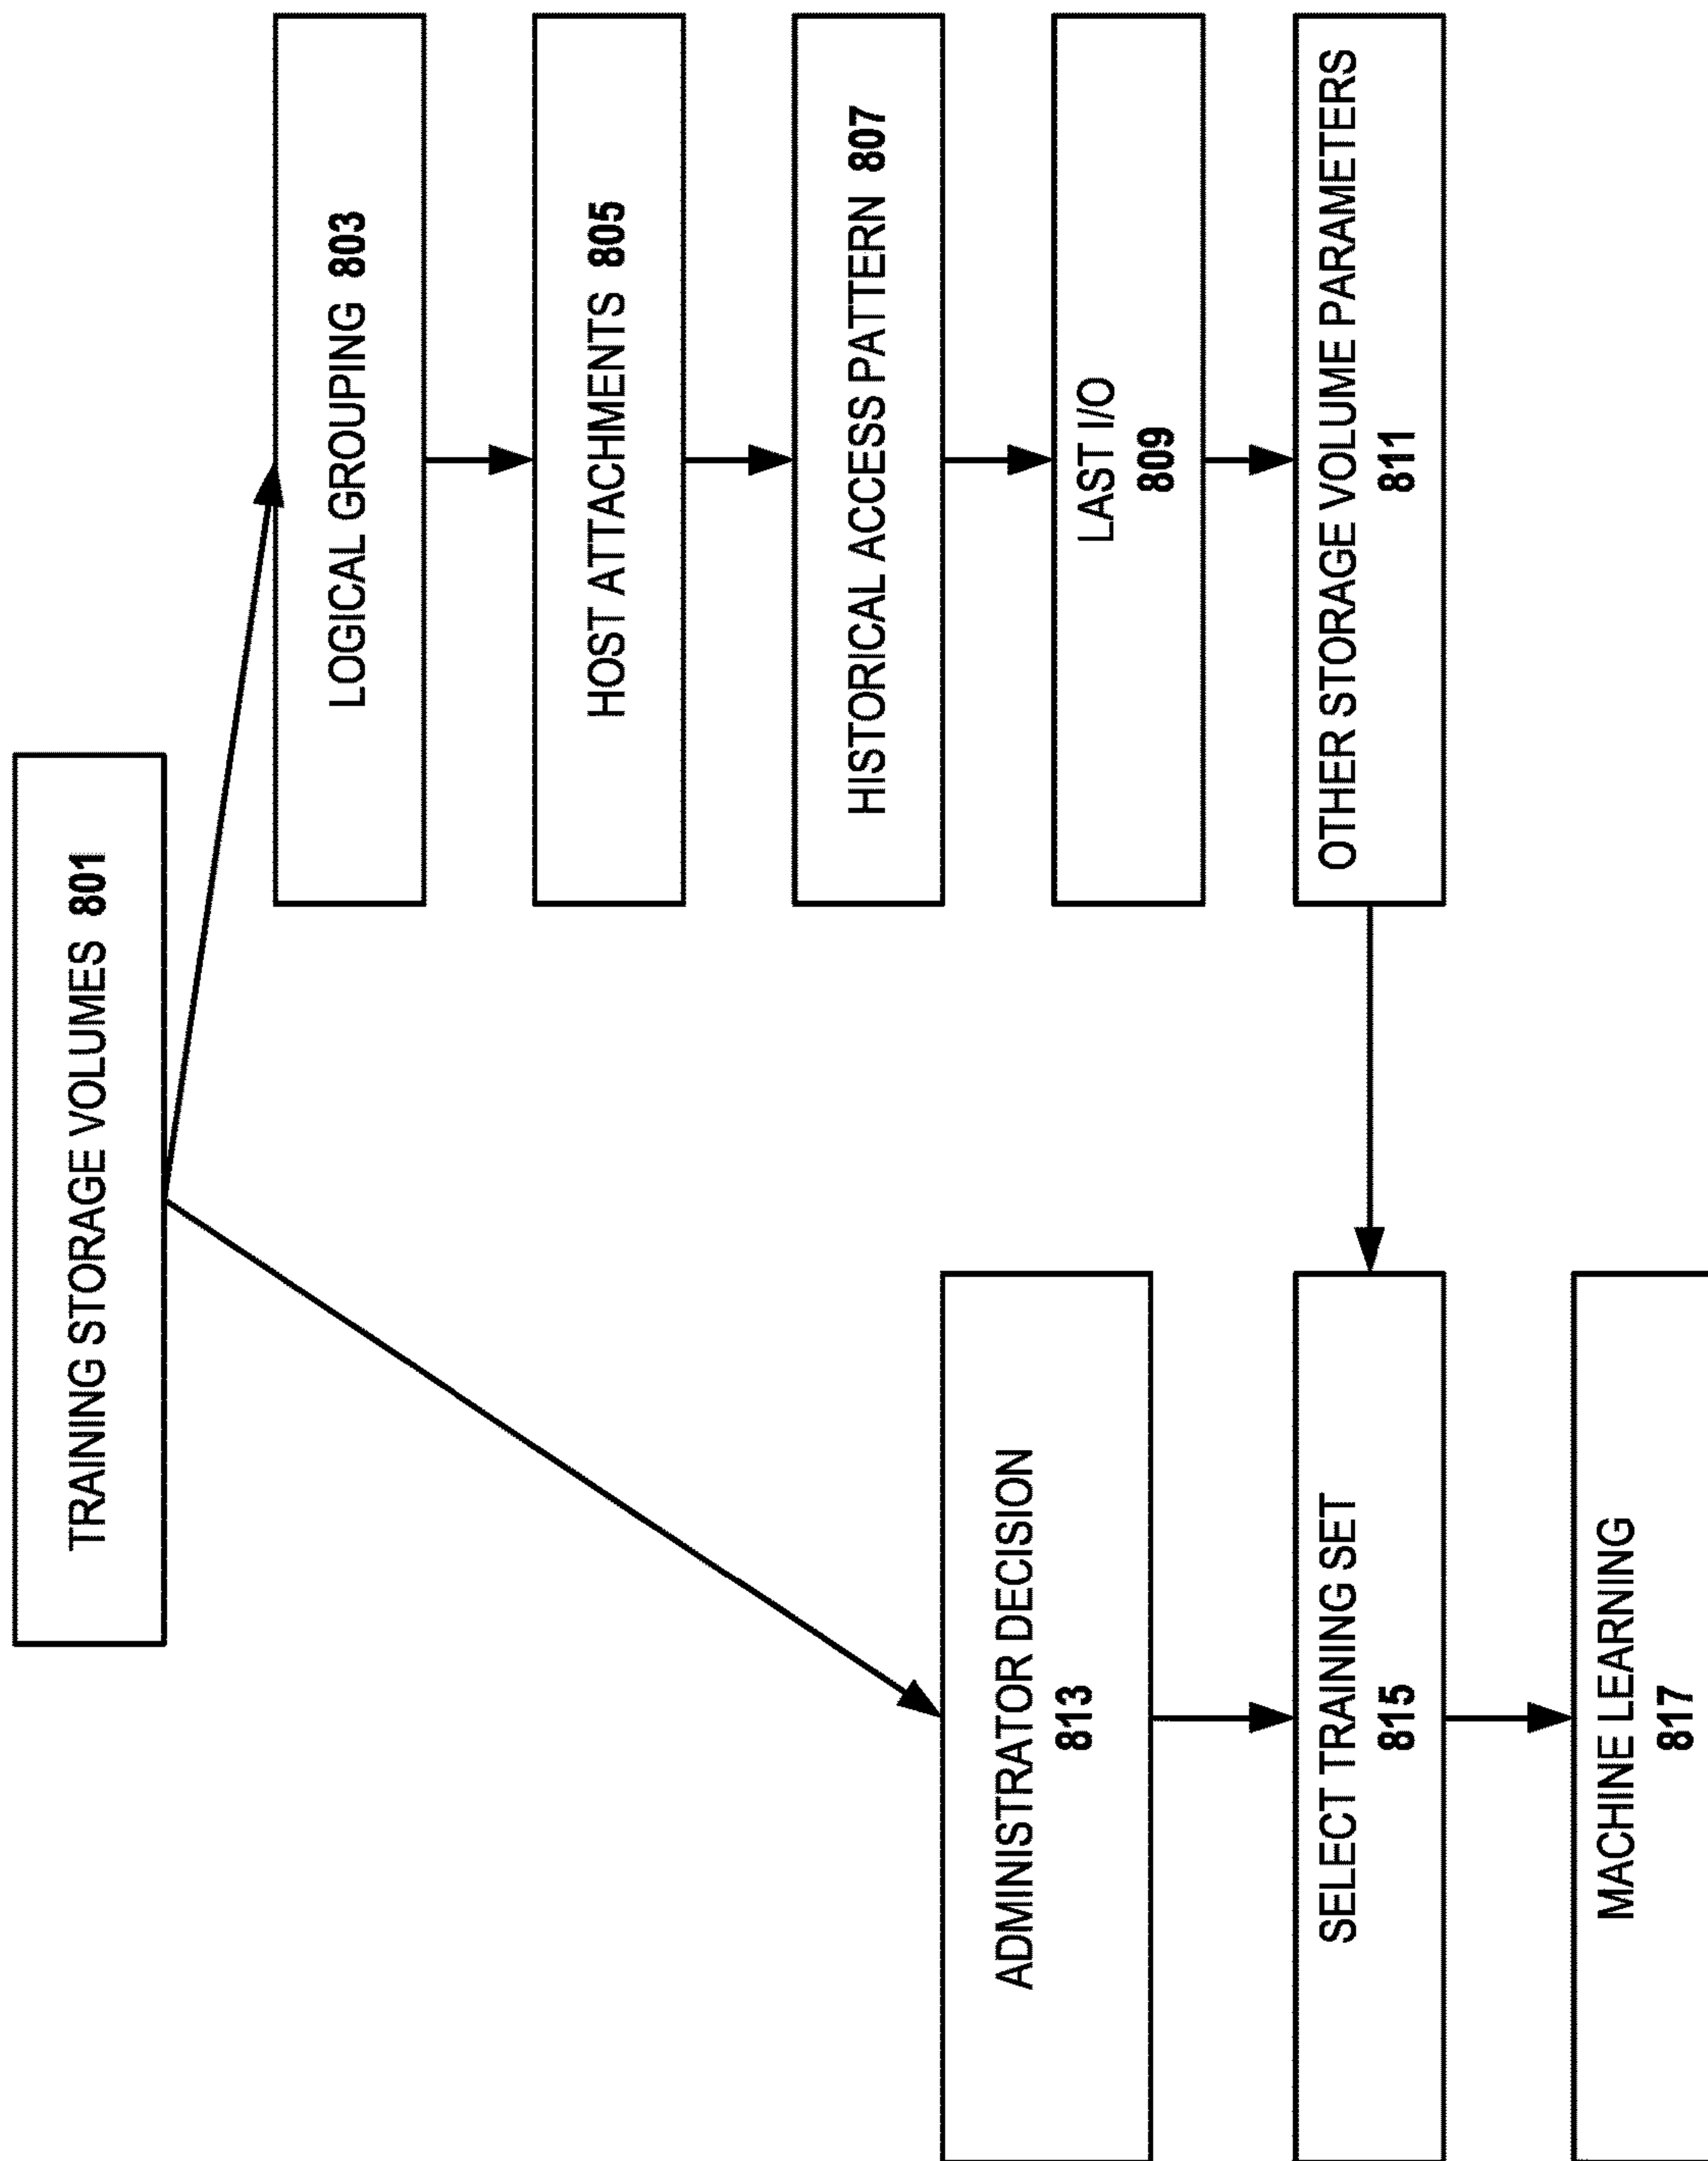 TRAINING STORAGE VOLUMES 801
LOGICAL GROUPING 803
HOST ATTACHMENTS 805
HISTORICAL ACCESS PATTERN 807
LAST I/O
809
OTHER STORAGE VOLUME PARAMETERS
811
ADMINISTRATOR DECISION
813
SELECT TRAINING SET
815
MACHINE LEARNING
817